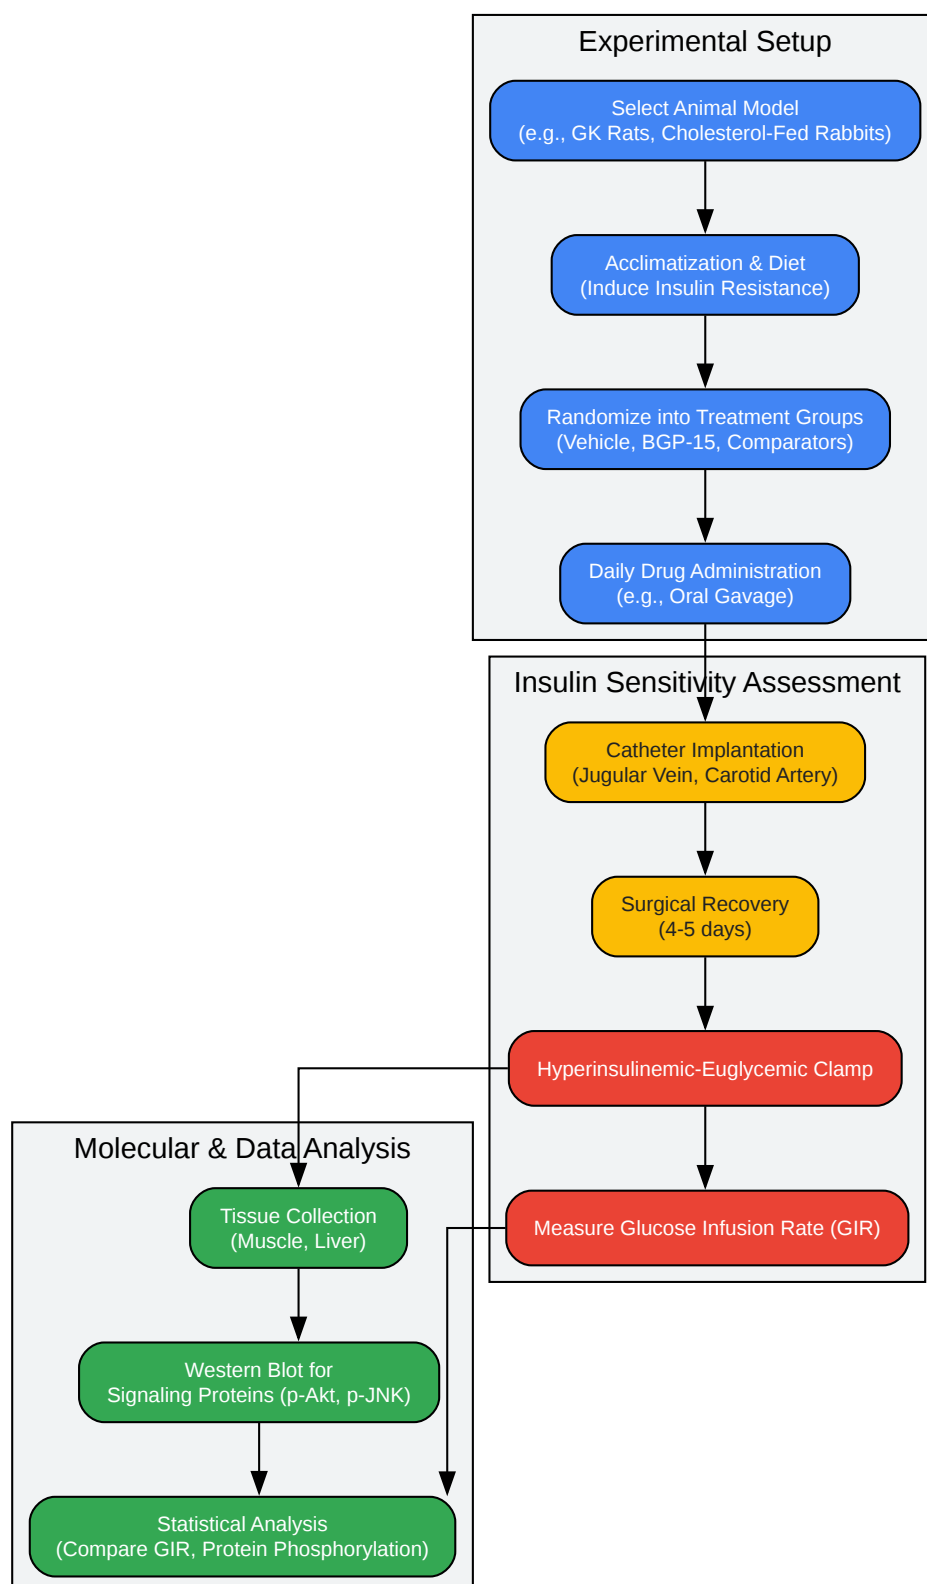 Experimental Setup
Select Animal Model
(e.g., GK Rats, Cholesterol-Fed Rabbits)
Acclimatization & Diet
(Induce Insulin Resistance)
Randomize into Treatment Groups
(Vehicle, BGP-15, Comparators)
Daily Drug Administration
(e.g., Oral Gavage)
Insulin Sensitivity Assessment
Catheter Implantation
(Jugular Vein, Carotid Artery)
Surgical Recovery
(4-5 days)
Hyperinsulinemic-Euglycemic Clamp
Measure Glucose Infusion Rate (GIR)
Molecular & Data Analysis
Tissue Collection
(Muscle, Liver)
Western Blot for
Signaling Proteins (p-Akt, p-JNK)
Statistical Analysis
(Compare GIR, Protein Phosphorylation)